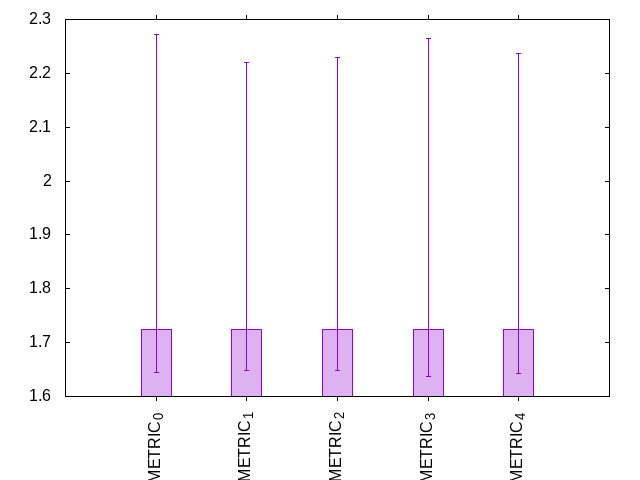 2.3
2.2
2.1
2
1.9
1.8
1.7
1.6
METRIC₀
METRIC₁
METRIC₂
METRIC₃
METRIC₄